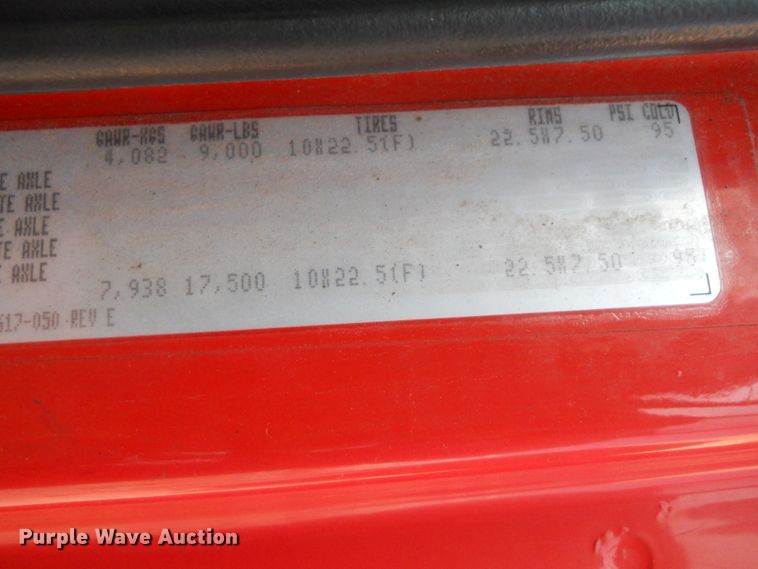 GAWR-KGS GAWR-LBS TIRES RIMS PSI COLD
4,082 9,000 10X22.5(F) 22.5X7.50 95
AXLE
TE AXLE
E AXLE
TE AXLE
E AXLE
7,938 17,500 10X22.5(F) 22.5X7.50 95
617-050 REV E
Purple Wave Auction